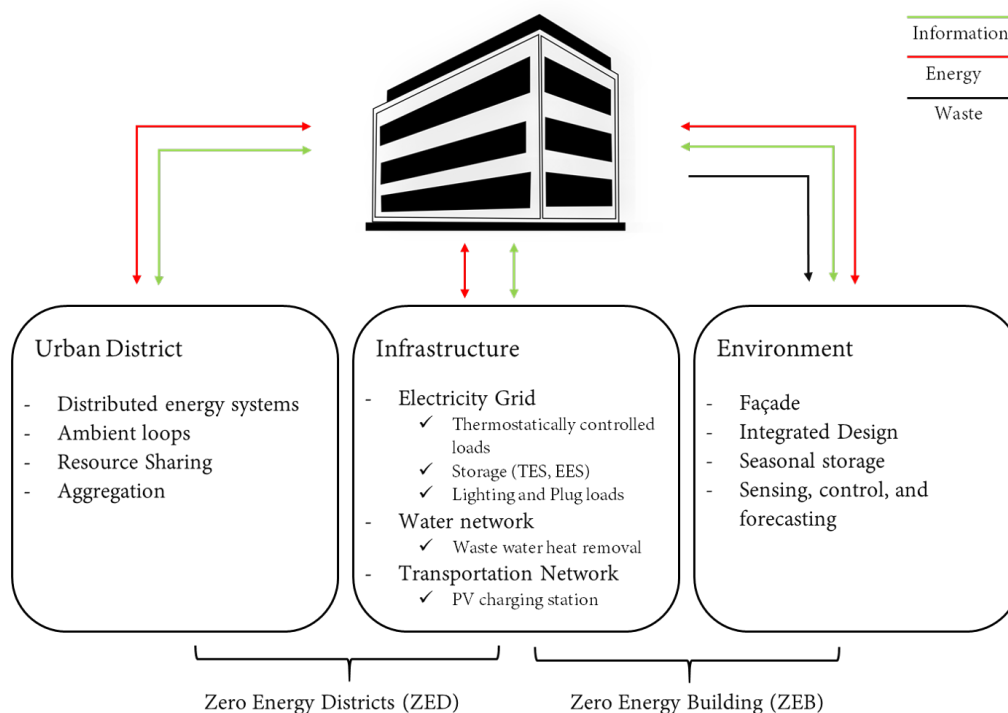 Information
Energy
Waste
Urban District
- Distributed energy systems
- Ambient loops
- Resource Sharing
- Aggregation
Infrastructure
- Electricity Grid
✓ Thermostatically controlled
loads
✓ Storage (TES, EES)
✓ Lighting and Plug loads
- Water network
✓ Waste water heat removal
- Transportation Network
✓ PV charging station
Environment
- Façade
- Integrated Design
- Seasonal storage
- Sensing, control, and
forecasting
Zero Energy Districts (ZED)
Zero Energy Building (ZEB)